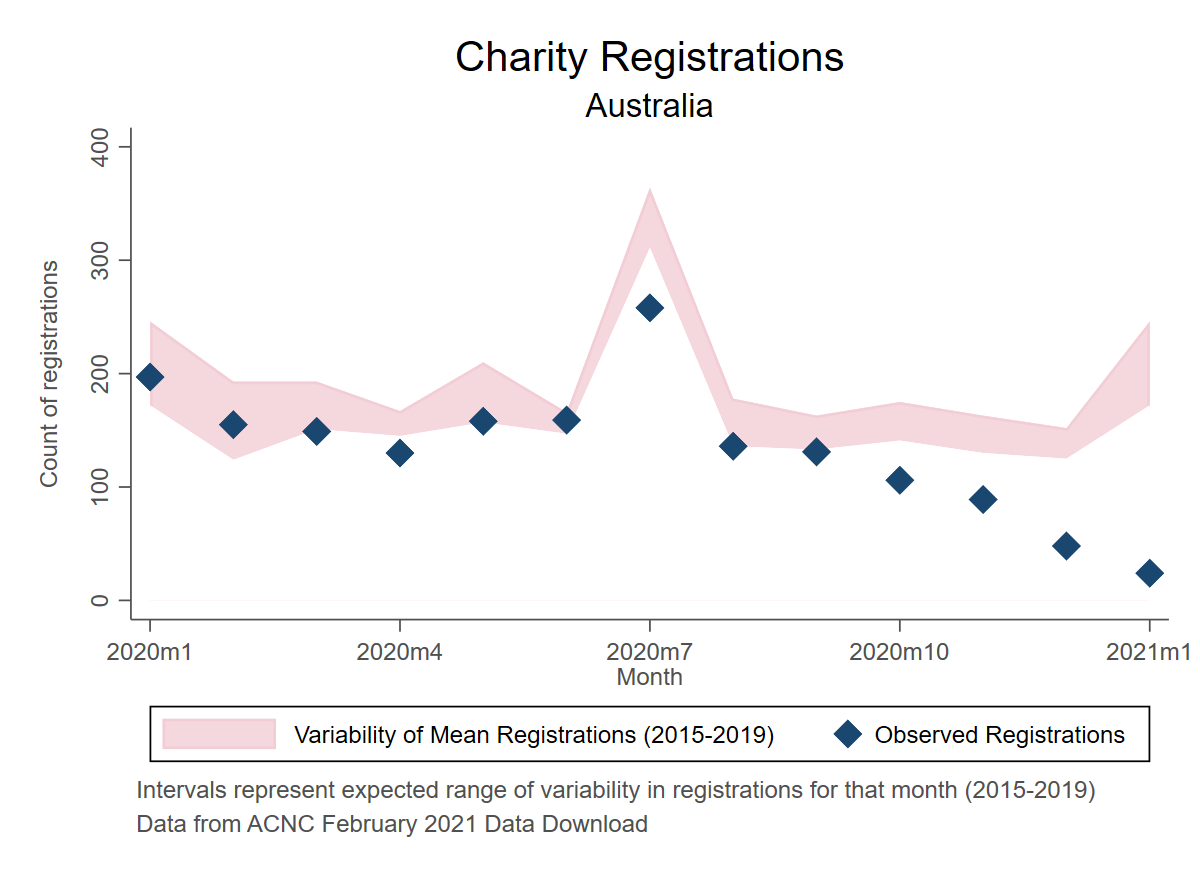 Charity Registrations
Australia
400
300
200
100
0
Count of registrations
2020m1 2020m4 2020m7 2020m10 2021m1
Month
Variability of Mean Registrations (2015-2019) Observed Registrations
Intervals represent expected range of variability in registrations for that month (2015-2019)
Data from ACNC February 2021 Data Download